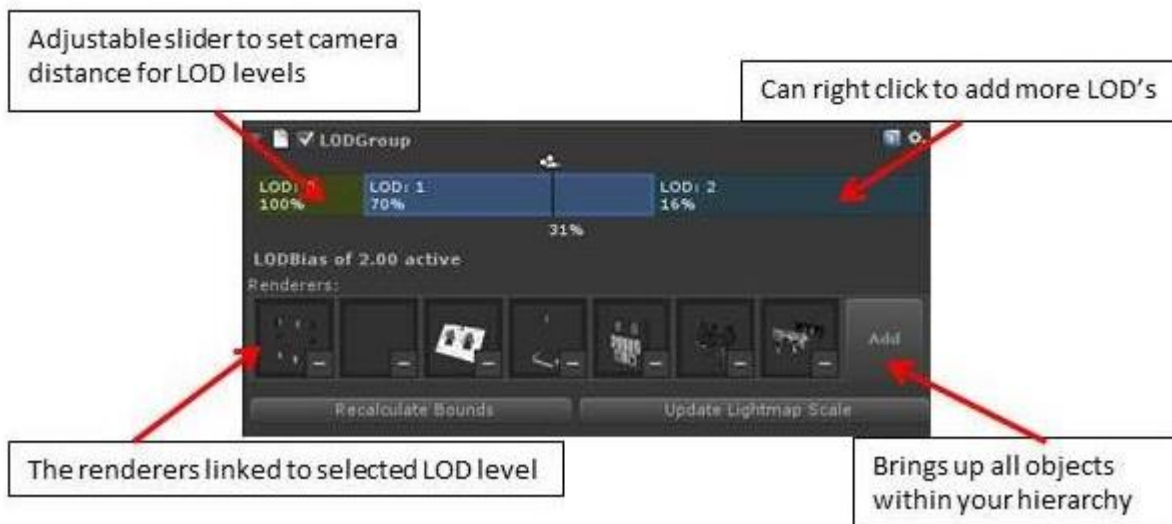 Adjustable slider to set camera
distance for LOD levels
Can right click to add more LOD's
LODGroup
LOD: 1
70%
LOD: 2
16%
LOD:
100%
31%
LODBias of 2.00 active
Renderers:
Add
Recalculate Bounds
Update Lightmap Scale
The renderers linked to selected LOD level
Brings up all objects
within your hierarchy